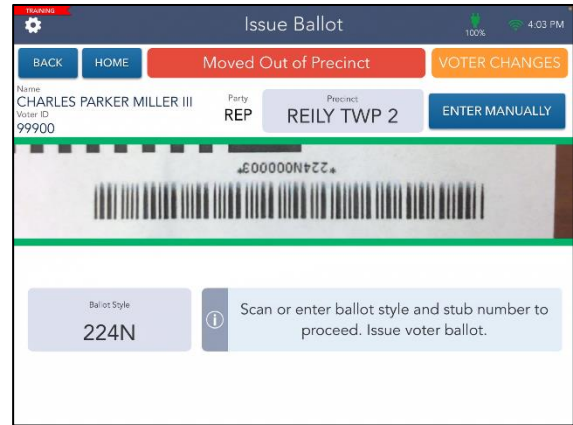 TRAINING
Issue Ballot
100%
4:03 PM
BACK
HOME
Moved Out of Precinct
VOTER CHANGES
Name
CHARLES PARKER MILLER III
Voter ID
99900
Party
REP
Precinct
REILY TWP 2
ENTER MANUALLY
*224N000003*
Ballot Style
224N
Scan or enter ballot style and stub number to
proceed. Issue voter ballot.